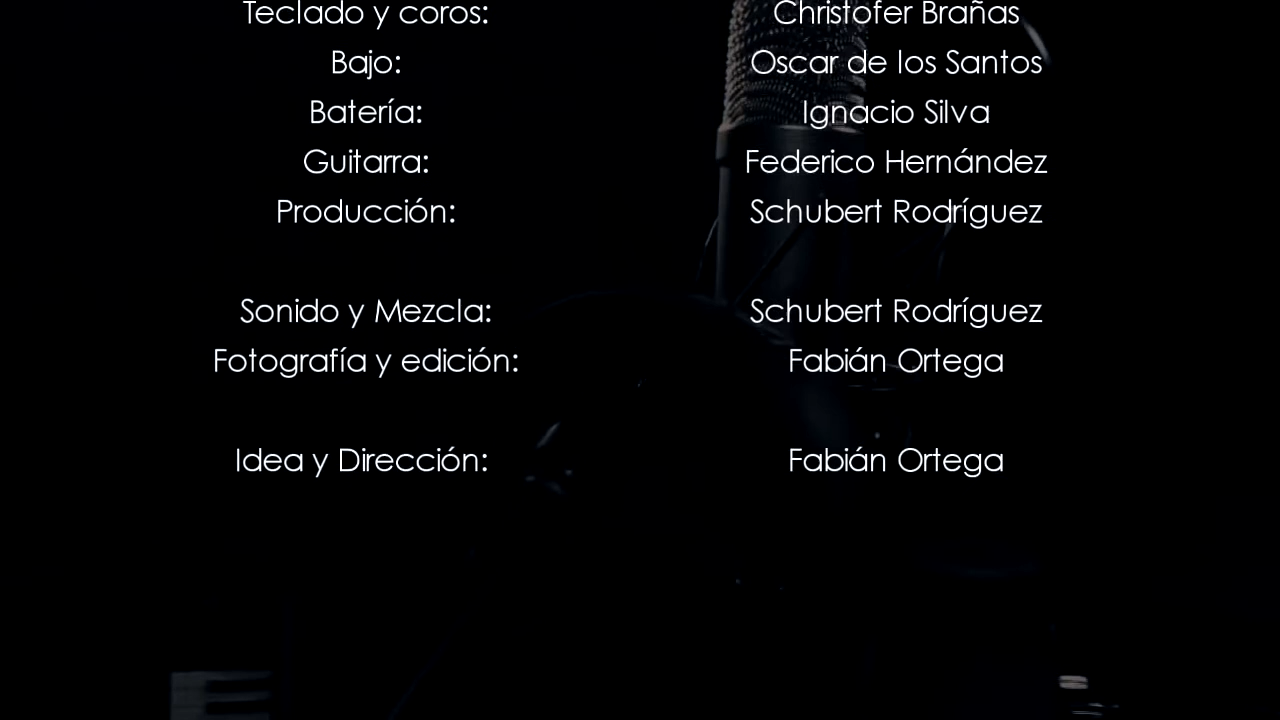 Teclado y coros: Christofer Brañas
Bajo: Oscar de los Santos
Batería: Ignacio Silva
Guitarra: Federico Hernández
Producción: Schubert Rodríguez
Sonido y Mezcla: Schubert Rodríguez
Fotografía y edición: Fabián Ortega
Idea y Dirección: Fabián Ortega